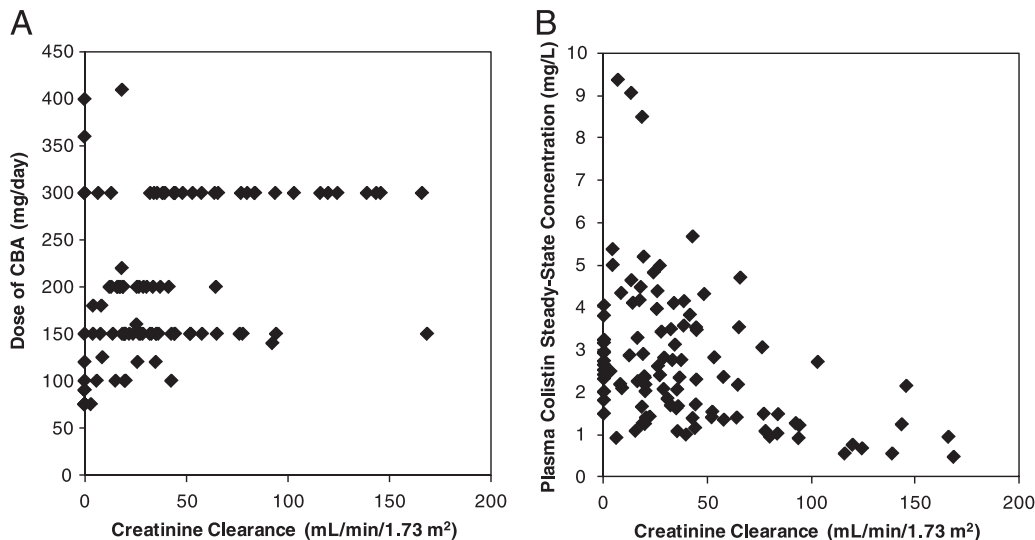 A
450
400
350
300
250
200
150
100
50
0
0 50 100 150 200
Dose of CBA (mg/day)
Creatinine Clearance (mL/min/1.73 m²)
B
10
9
8
7
6
5
4
3
2
1
0
0 50 100 150 200
Plasma Colistin Steady-State Concentration (mg/L)
Creatinine Clearance (mL/min/1.73 m²)